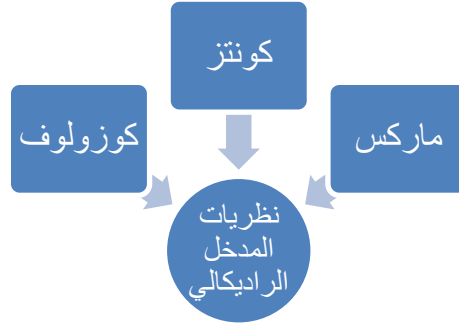 كونتز
ماركس
كوزولوف
نظريات
المدخل
الراديكالي